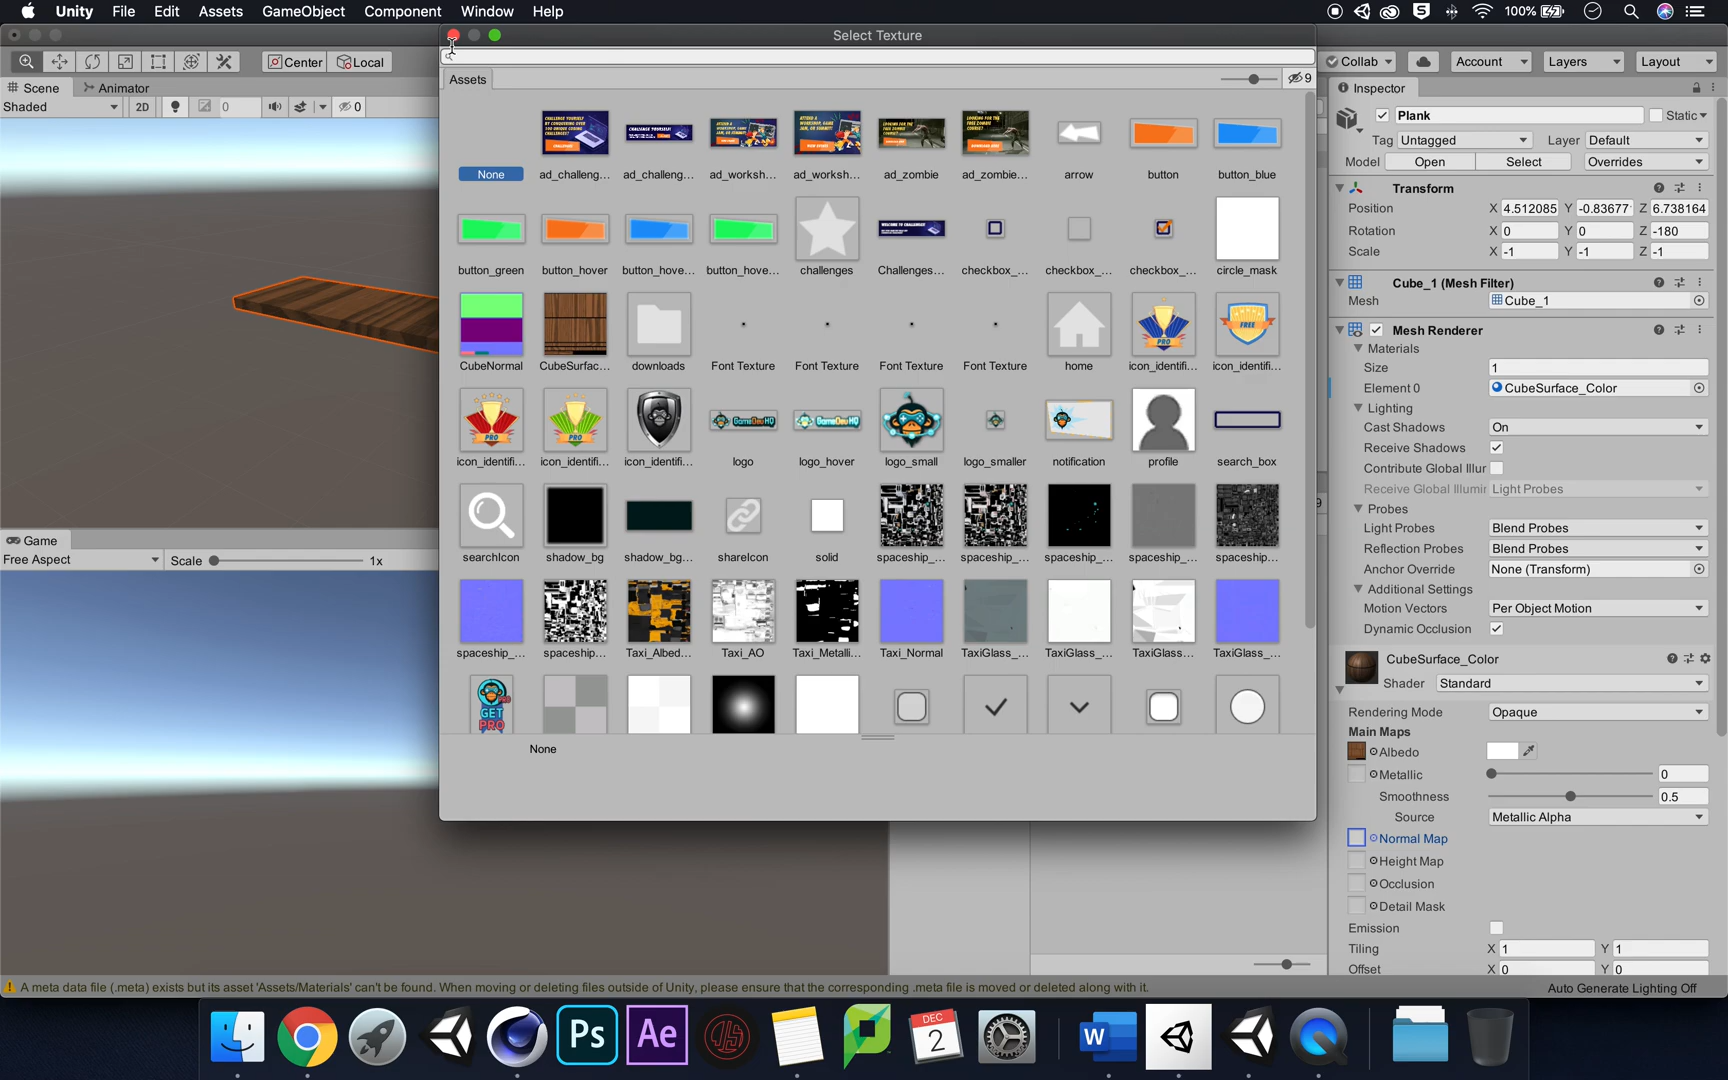 Unity File Edit Assets GameObject Component Window Help 100%
Select Texture
Center Local Collab Account Layers Layout
Scene Animator
Shaded 2D 0 0
Assets 9
None ad_challeng... ad_challeng... ad_worksh... ad_worksh... ad_zombie ad_zombie... arrow button button_blue
button_green button_hover button_hove... button_hove... challenges Challenges... checkbox_... checkbox_... checkbox_... circle_mask
CubeNormal CubeSurfac... downloads Font Texture Font Texture Font Texture Font Texture home icon_identifi... icon_identifi...
icon_identifi... icon_identifi... icon_identifi... logo logo_hover logo_small logo_smaller notification profile search_box
searchIcon shadow_bg shadow_bg... shareIcon solid spaceship_... spaceship_... spaceship_... spaceship_... spaceship...
spaceship_... spaceship... Taxi_Albed... Taxi_AO Taxi_Metalli... Taxi_Normal TaxiGlass_... TaxiGlass_... TaxiGlass... TaxiGlass_...
GET
PRO
None
Game
Free Aspect Scale 1x
Inspector
Plank Static
Tag Untagged Layer Default
Model Open Select Overrides
Transform
Position X 4.512085 Y -0.83677 Z 6.738164
Rotation X 0 Y 0 Z -180
Scale X -1 Y -1 Z -1
Cube_1 (Mesh Filter)
Mesh Cube_1
Mesh Renderer
Materials
Size 1
Element 0 CubeSurface_Color
Lighting
Cast Shadows On
Receive Shadows
Contribute Global Illur
Receive Global Illumir Light Probes
Probes
Light Probes Blend Probes
Reflection Probes Blend Probes
Anchor Override None (Transform)
Additional Settings
Motion Vectors Per Object Motion
Dynamic Occlusion
CubeSurface_Color
Shader Standard
Rendering Mode Opaque
Main Maps
Albedo
Metallic 0
Smoothness 0.5
Source Metallic Alpha
Normal Map
Height Map
Occlusion
Detail Mask
Emission
Tiling X 1 Y 1
Offset X 0 Y 0
A meta data file (.meta) exists but its asset 'Assets/Materials' can't be found. When moving or deleting files outside of Unity, please ensure that the corresponding .meta file is moved or deleted along with it.
Auto Generate Lighting Off
Ps Ae DEC 2 W